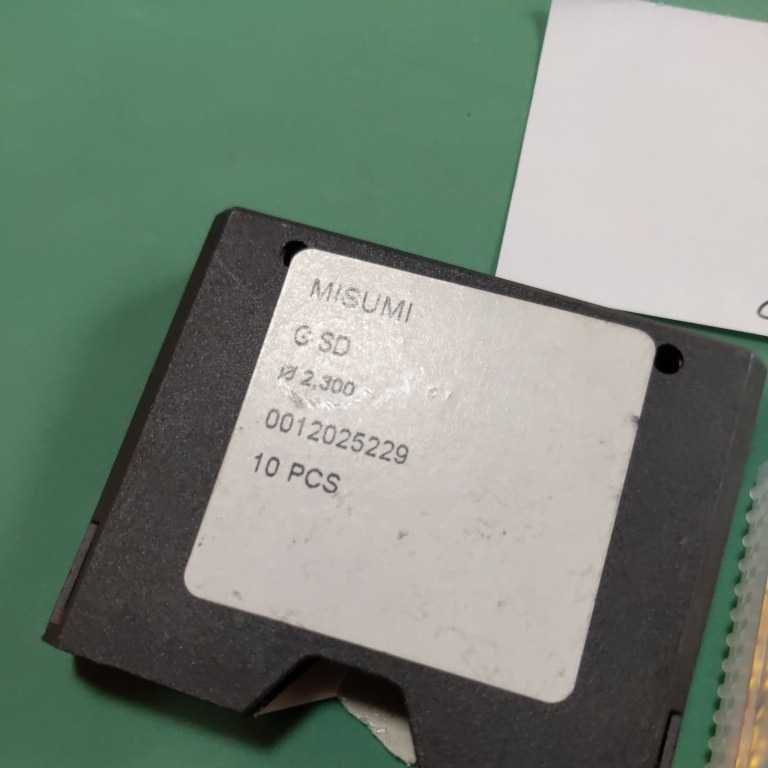 MISUMI
G SD
Ø 2,300
0012025229
10 PCS